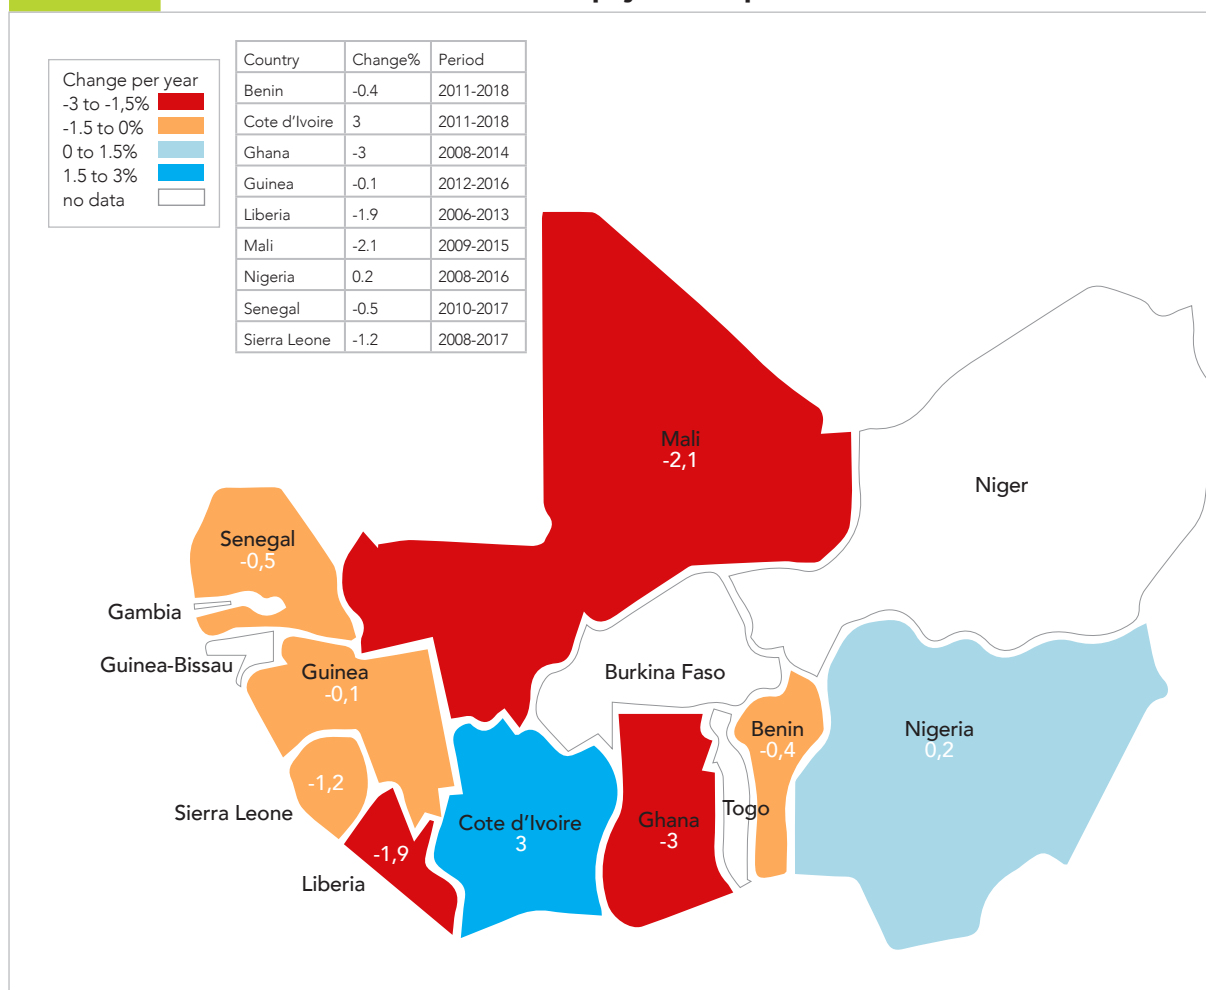 Country Change% Period
Benin -0.4 2011-2018
Cote d'Ivoire 3 2011-2018
Ghana -3 2008-2014
Guinea -0.1 2012-2016
Liberia -1.9 2006-2013
Mali -2.1 2009-2015
Nigeria 0.2 2008-2016
Senegal -0.5 2010-2017
Sierra Leone -1.2 2008-2017
Change per year
-3 to -1,5%
-1.5 to 0%
0 to 1.5%
1.5 to 3%
no data
Mali
-2,1
Niger
Senegal
-0,5
Gambia
Guinea-Bissau
Guinea
-0,1
Burkina Faso
Benin
-0,4
Nigeria
0,2
-1,2
Sierra Leone
Togo
Cote d'Ivoire
3
Ghana
-3
-1,9
Liberia